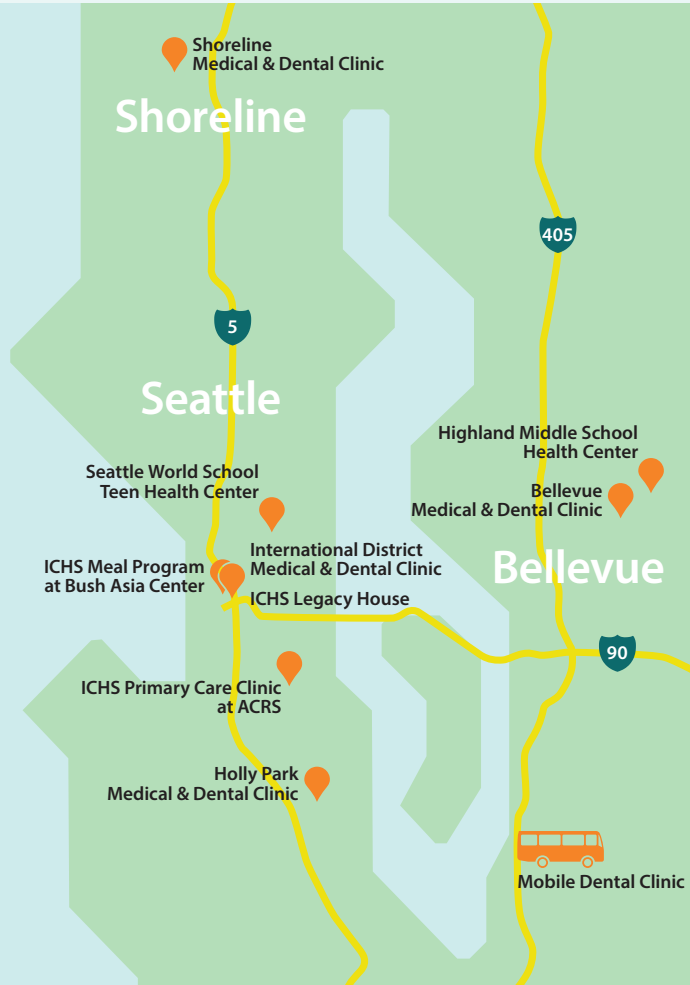 Shoreline
Medical & Dental Clinic
Shoreline
405
5
Seattle
Highland Middle School
Health Center
Seattle World School
Teen Health Center
Bellevue
Medical & Dental Clinic
International District
Medical & Dental Clinic
ICHS Meal Program
at Bush Asia Center
Bellevue
ICHS Legacy House
90
ICHS Primary Care Clinic
at ACRS
Holly Park
Medical & Dental Clinic
Mobile Dental Clinic